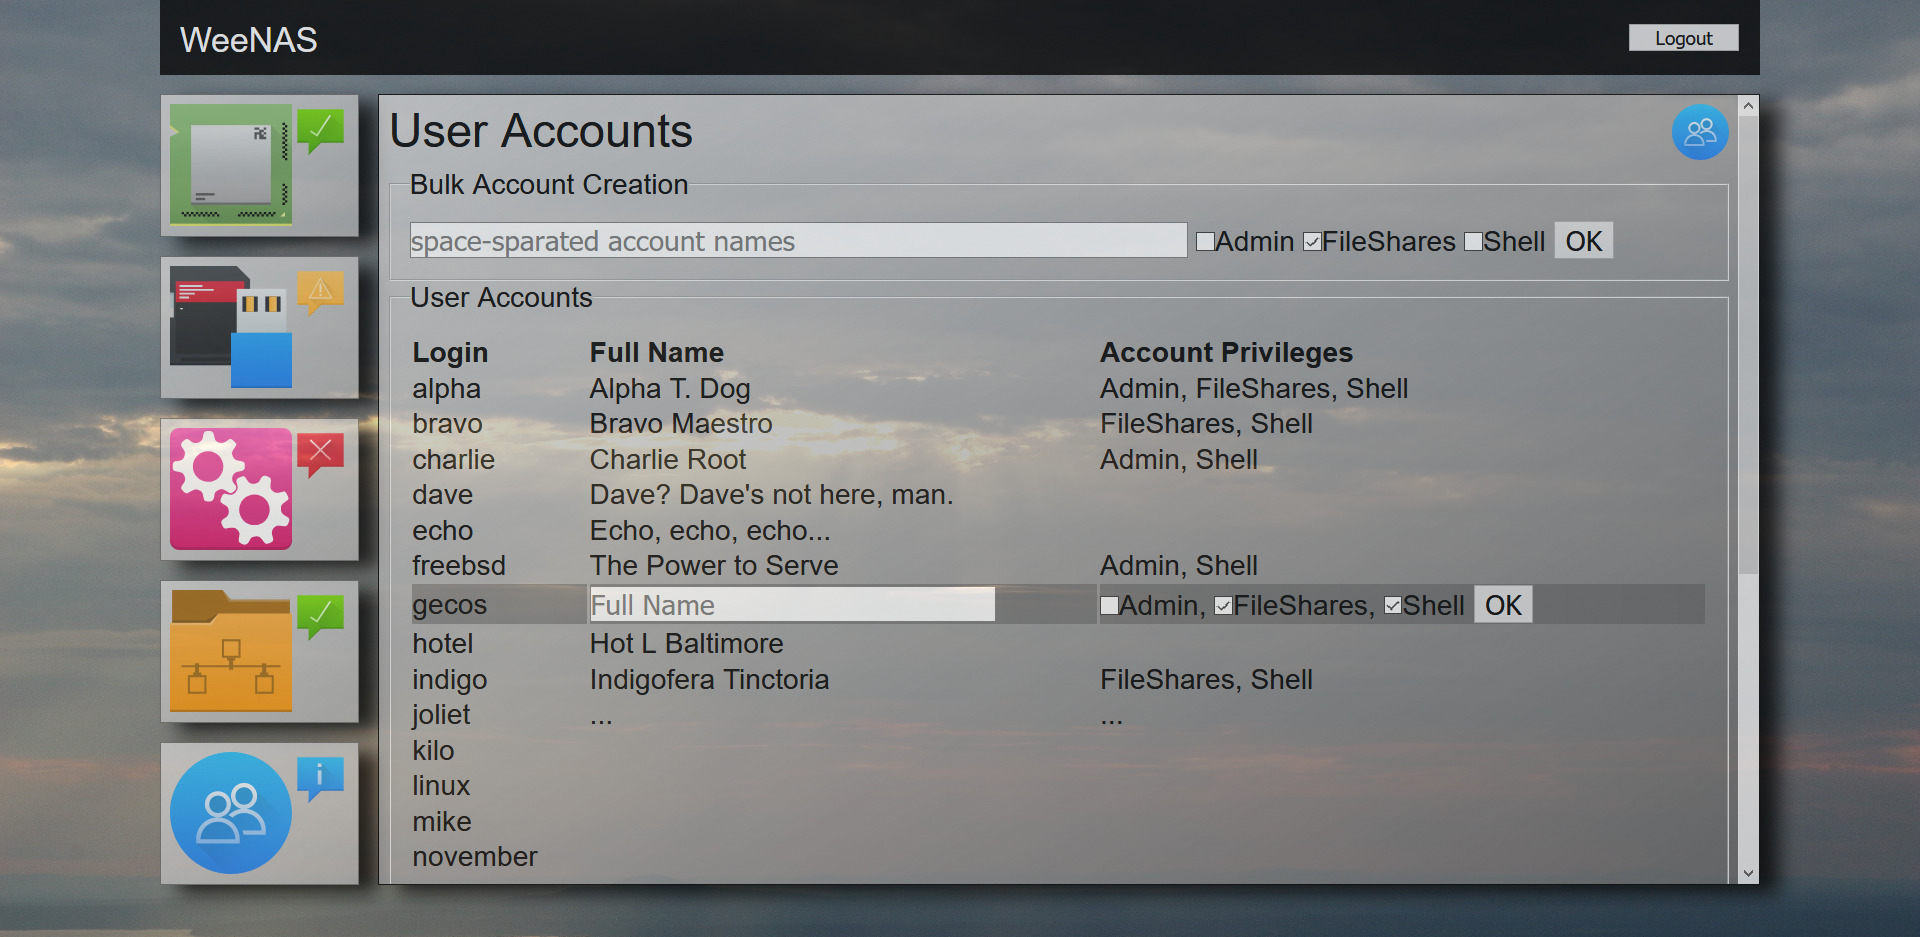 WeeNAS
Logout
User Accounts
Bulk Account Creation
space-sparated account names Admin FileShares Shell OK
User Accounts
Login Full Name Account Privileges
alpha Alpha T. Dog Admin, FileShares, Shell
bravo Bravo Maestro FileShares, Shell
charlie Charlie Root Admin, Shell
dave Dave? Dave's not here, man.
echo Echo, echo, echo...
freebsd The Power to Serve Admin, Shell
gecos Full Name Admin, FileShares, Shell OK
hotel Hot L Baltimore
indigo Indigofera Tinctoria FileShares, Shell
joliet ... ...
kilo
linux
mike
november